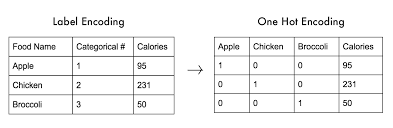 Label Encoding
Food Name Categorical # Calories
Apple 1 95
Chicken 2 231
Broccoli 3 50
One Hot Encoding
Apple Chicken Broccoli Calories
1 0 0 95
0 1 0 231
0 0 1 50